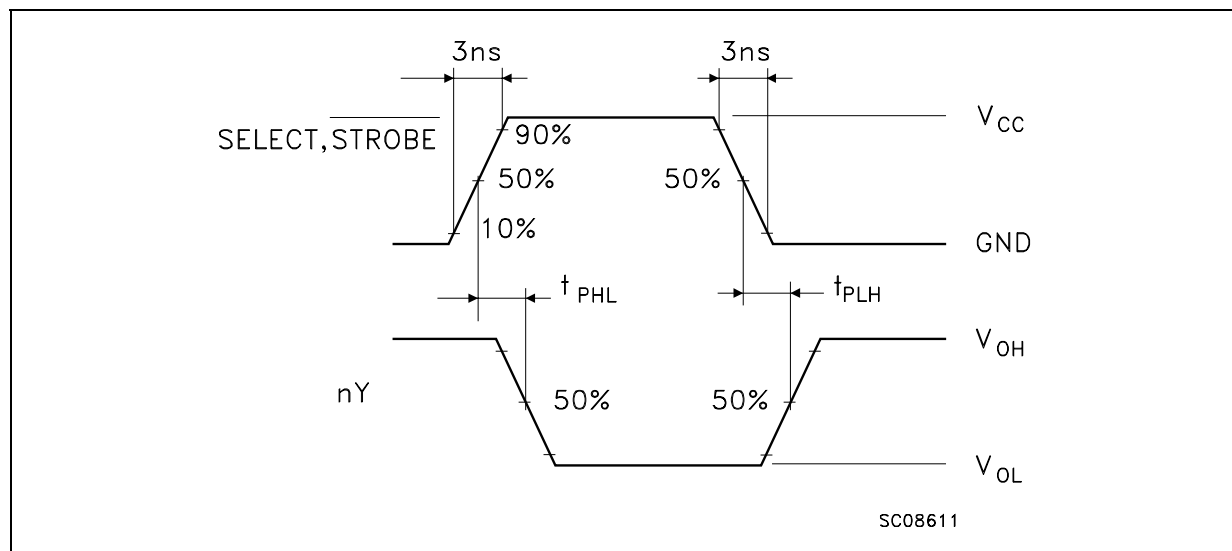 3ns 3ns
SELECT,STROBE 90% V_CC
50% 50%
10% GND
t_PHL t_PLH
V_OH
nY 50% 50%
V_OL
SC08611